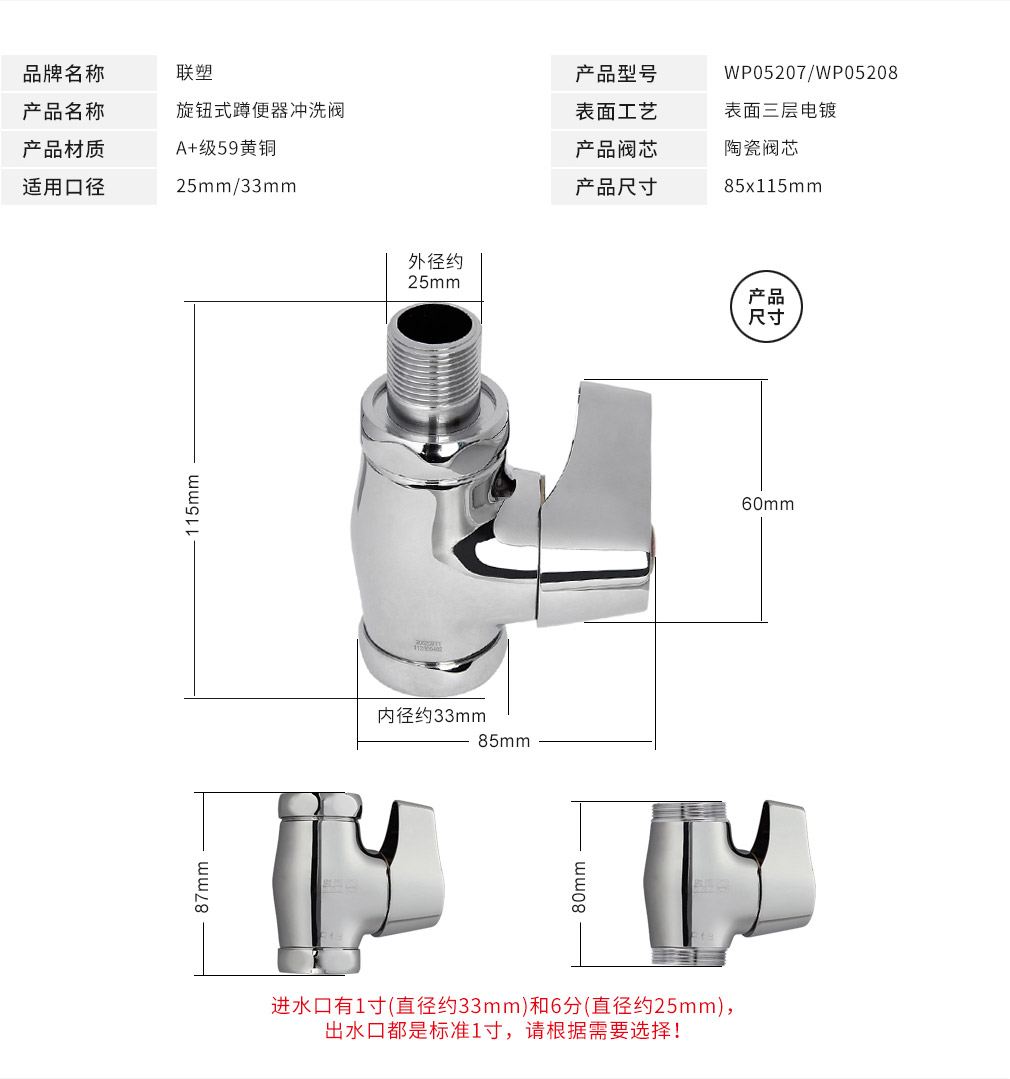 品牌名称 联塑 产品型号 WP05207/WP05208
产品名称 旋钮式蹲便器冲洗阀 表面工艺 表面三层电镀
产品材质 A+级59黄铜 产品阀芯 陶瓷阀芯
适用口径 25mm/33mm 产品尺寸 85x115mm
外径约
25mm
产品
尺寸
115mm
60mm
内径约33mm
85mm
87mm
80mm
进水口有1寸(直径约33mm)和6分(直径约25mm)，
出水口都是标准1寸，请根据需要选择！